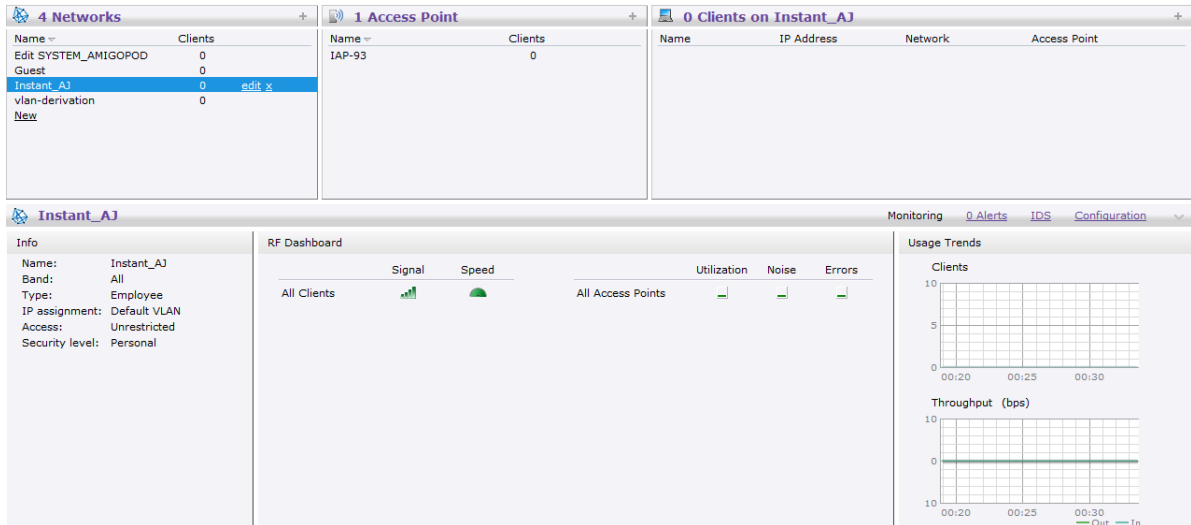 4 Networks +
Name Clients
Edit SYSTEM_AMIGOPOD 0
Guest 0
Instant_AJ 0 edit x
vlan-derivation 0
New
1 Access Point +
Name Clients
IAP-93 0
0 Clients on Instant_AJ +
Name IP Address Network Access Point
Instant_AJ
Monitoring 0 Alerts IDS Configuration
Info
Name: Instant_AJ
Band: All
Type: Employee
IP assignment: Default VLAN
Access: Unrestricted
Security level: Personal
RF Dashboard
Signal Speed
All Clients
Utilization Noise Errors
All Access Points
Usage Trends
Clients
10
5
0
00:20 00:25 00:30
Throughput (bps)
10
0
10
00:20 00:25 00:30
Out In